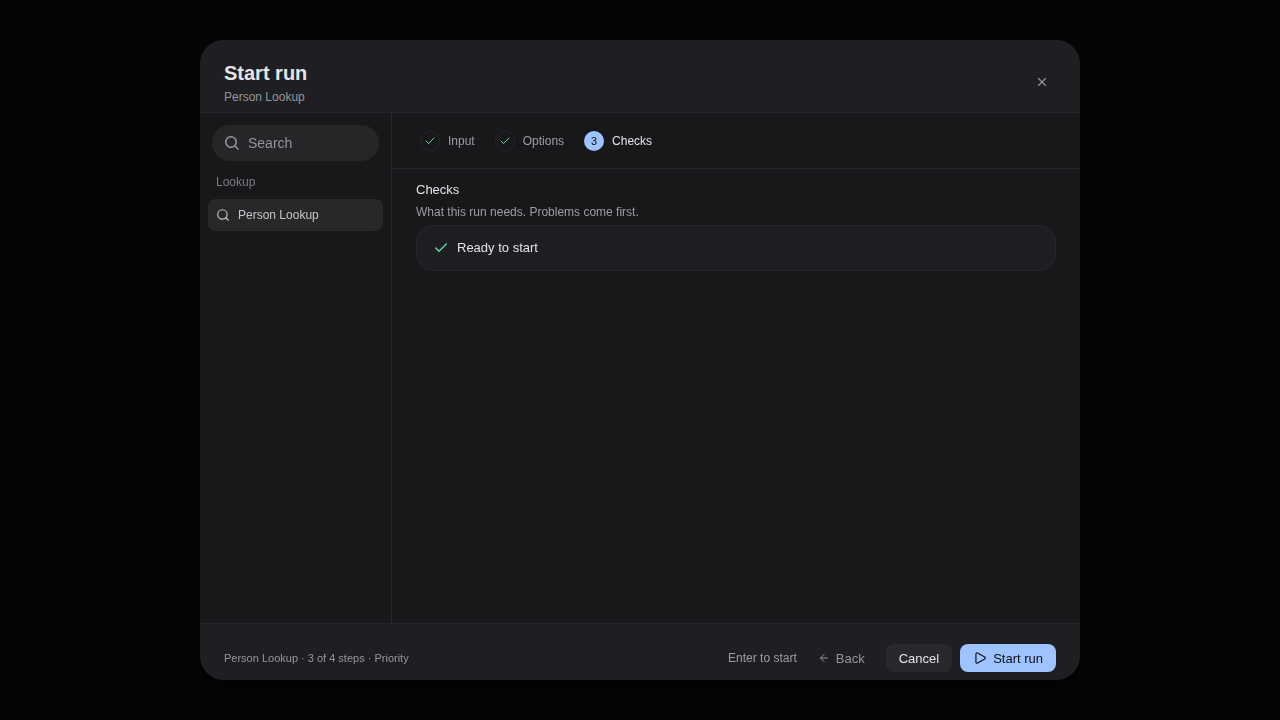 Start run
Person Lookup
Search
Lookup
Person Lookup
Input
Options
3
Checks
Checks
What this run needs. Problems come first.
Ready to start
Person Lookup · 3 of 4 steps · Priority
Enter to start
Back
Cancel
Start run